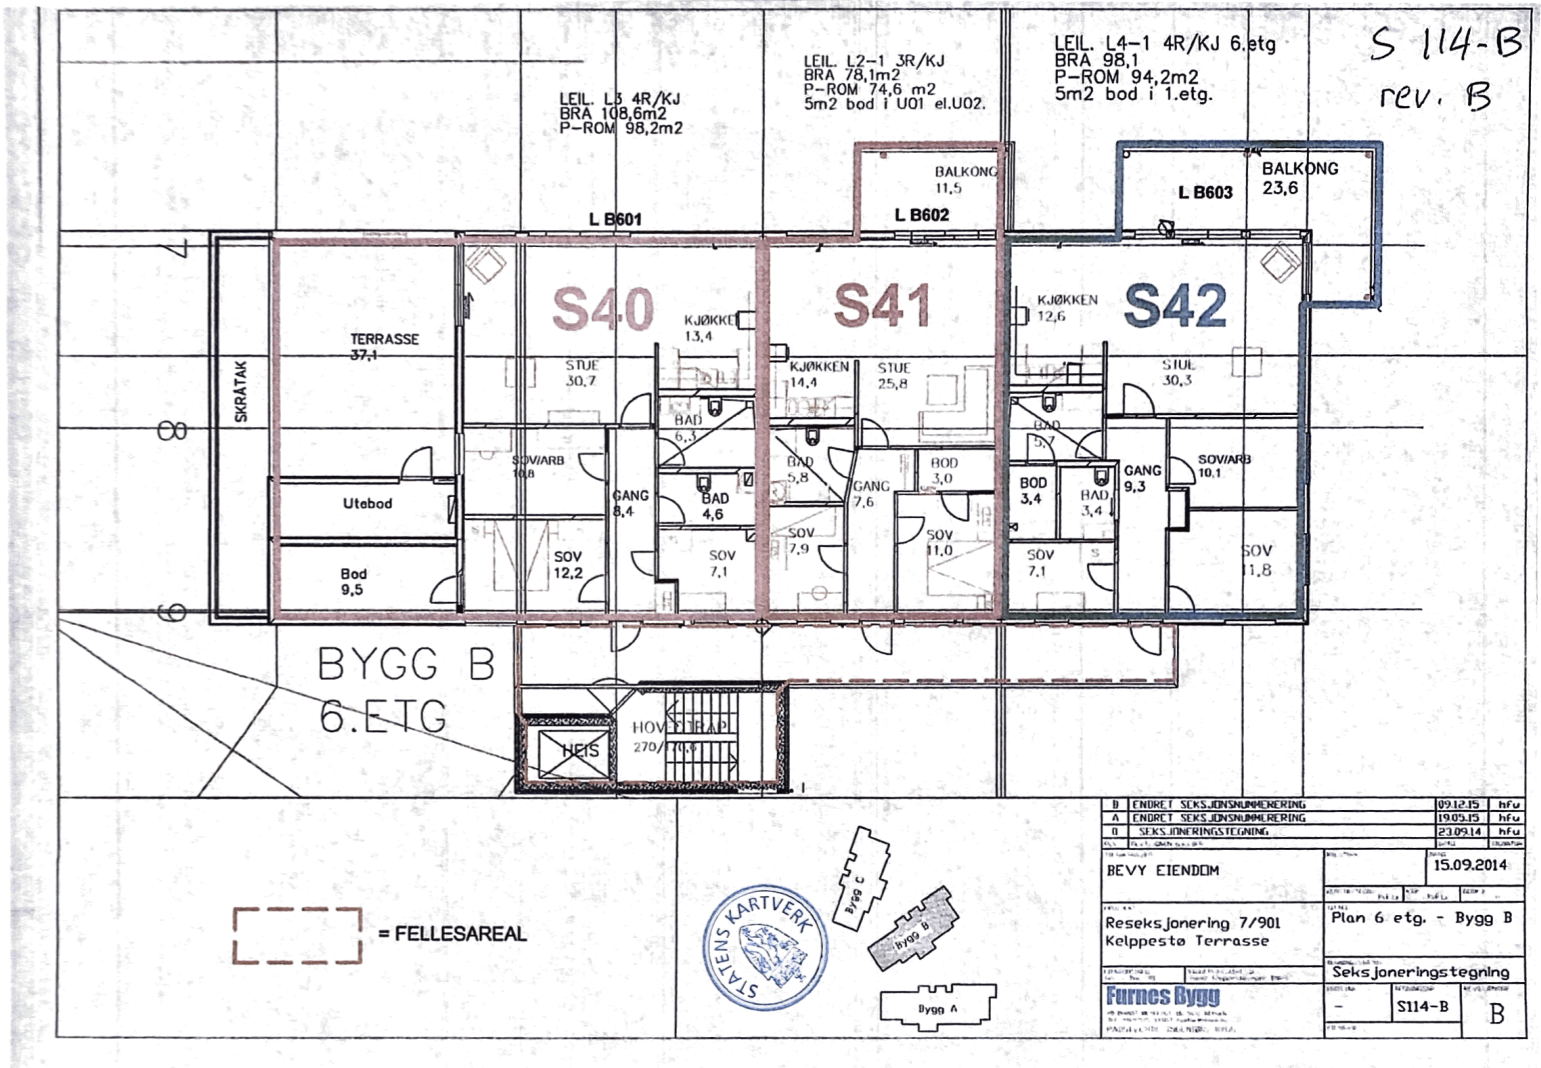 S 114-B
rev. B
LEIL. L3 4R/KJ
BRA 108,6m2
P-ROM 98,2m2
LEIL. L2-1 3R/KJ
BRA 78,1m2
P-ROM 74,6 m2
5m2 bod i U01 el.U02.
LEIL. L4-1 4R/KJ 6.etg
BRA 98,1
P-ROM 94,2m2
5m2 bod i 1.etg.
BALKONG
11,5
BALKONG
23,6
L B601
L B602
L B603
7
8
9
SKRÅTAK
TERRASSE
37,1
Utebod
Bod
9,5
S40
KJØKKE
13,4
STUE
30,7
BAD
6,3
SOV/ARB
10,8
GANG
8,4
BAD
4,6
SOV
12,2
SOV
7,1
S41
KJØKKEN
14,4
STUE
25,8
BAD
5,8
GANG
7,6
BOD
3,0
SOV
7,9
SOV
11,0
S42
KJØKKEN
12,6
STUE
30,3
BAD
5,7
BOD
3,4
BAD
3,4
GANG
9,3
SOV/ARB
10,1
SOV
7,1
S
SOV
11,8
BYGG B
6.ETG
HEIS
= FELLESAREAL
STATENS KARTVERK
Bygg C
Bygg B
Bygg A
B ENDRET SEKSJONSNUMMERERING 09.12.15 hfu
A ENDRET SEKSJONSNUMMERERING 19.05.15 hfu
0 SEKSJONERINGSTEGNING 23.09.14 hfu
BEVY EIENDOM
15.09.2014
Reseksjonering 7/901
Kelppestø Terrasse
Plan 6 etg. - Bygg B
Seksjoneringstegning
Furnes Bygg
-
S114-B
B